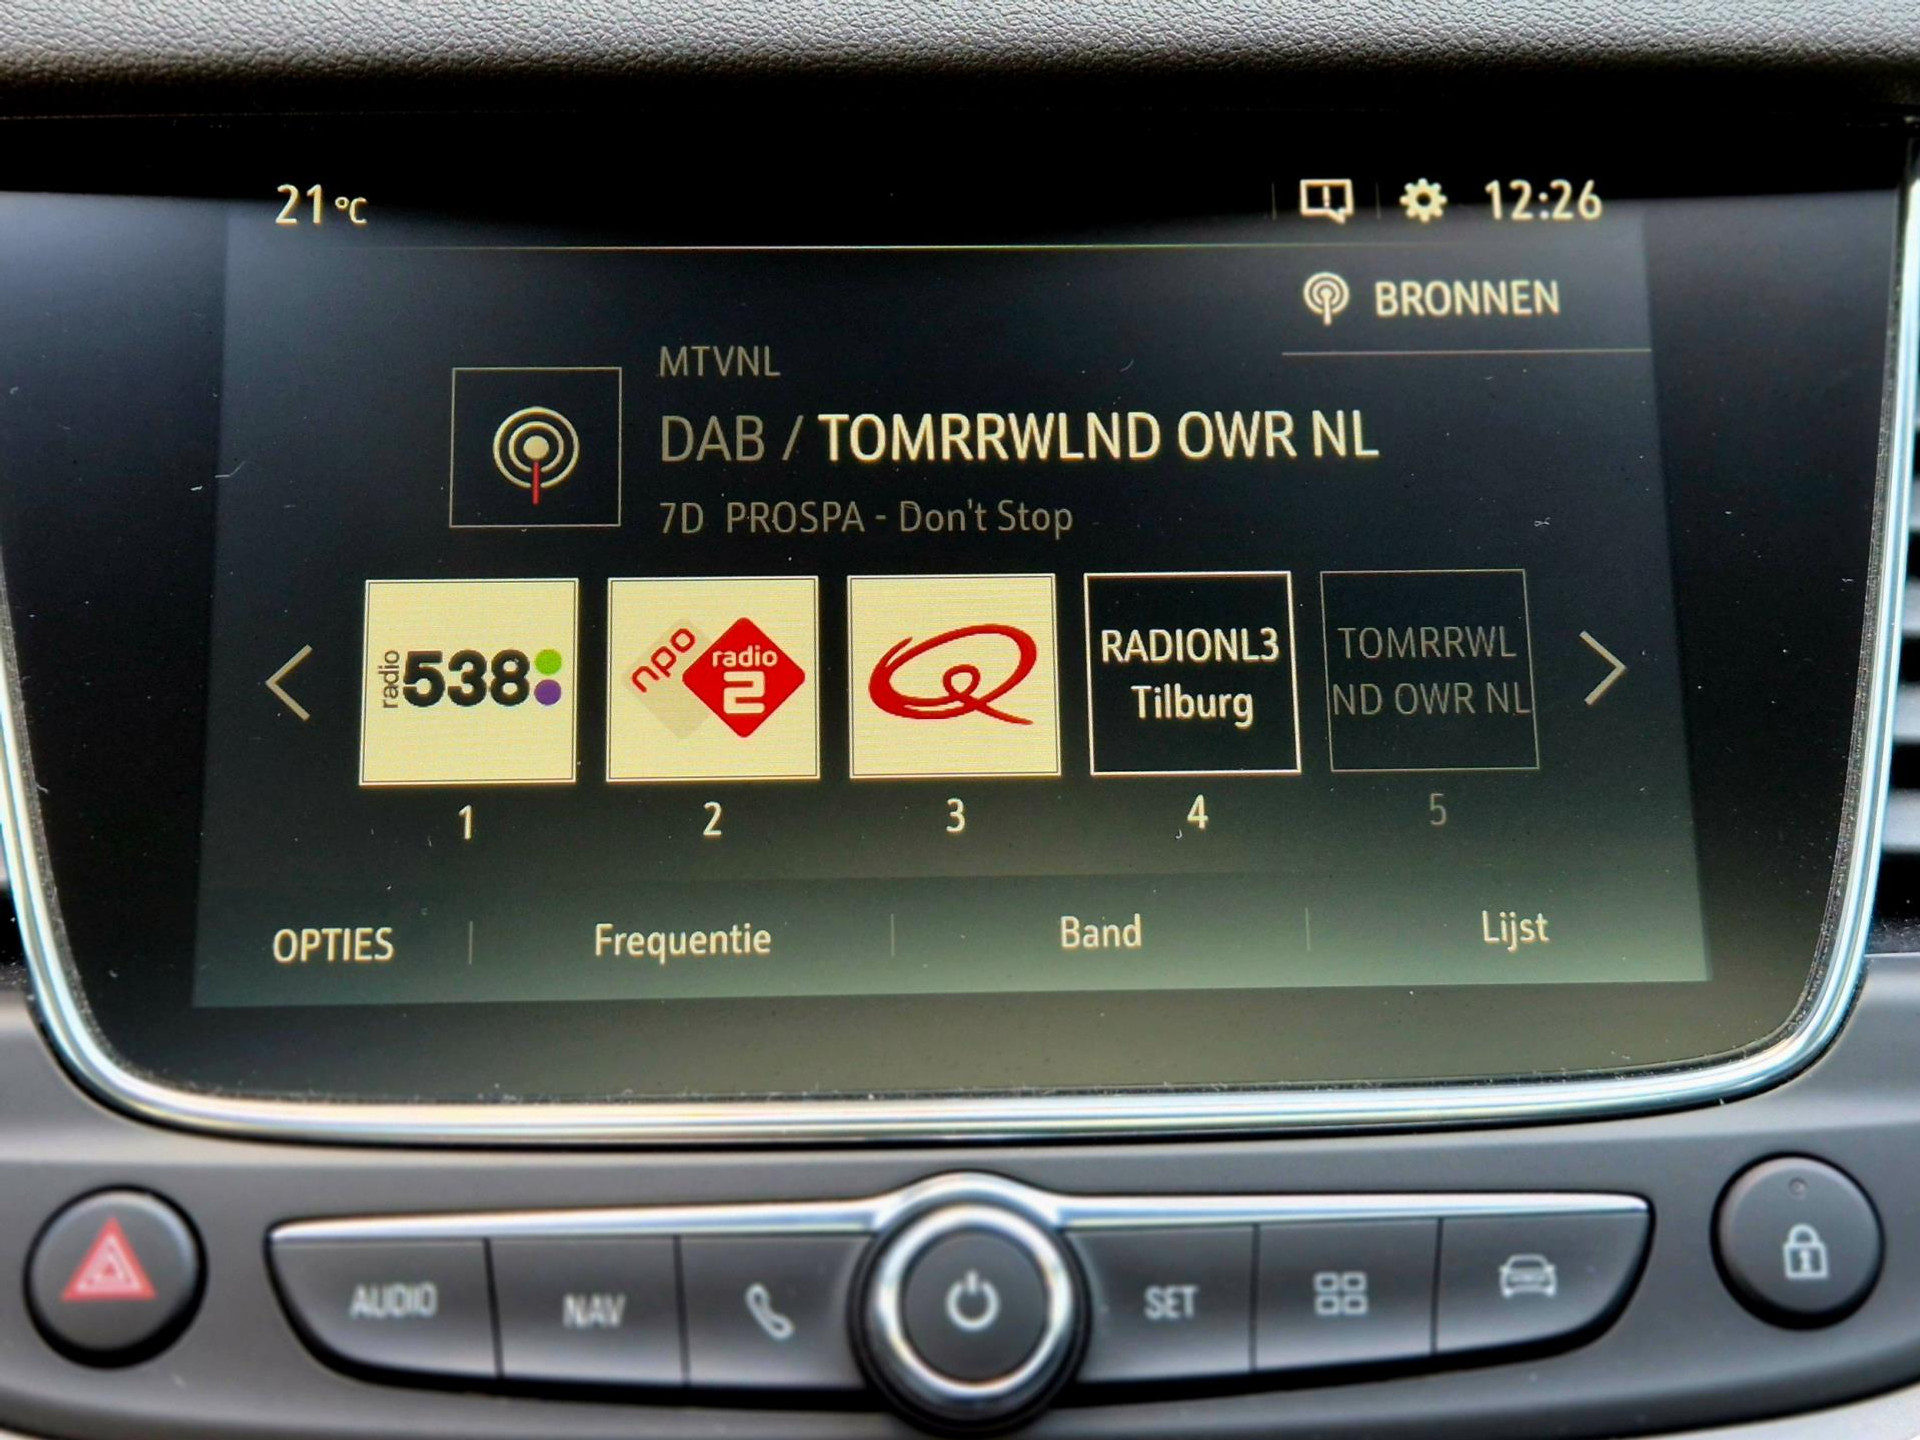 21 °C
12:26
BRONNEN
MTVNL
DAB / TOMRRWLND OWR NL
7D PROSPA - Don't Stop
radio 538
npo radio 2
Q
RADIONL3
Tilburg
TOMRRWL
ND OWR NL
1 2 3 4 5
OPTIES Frequentie Band Lijst
AUDIO NAV SET